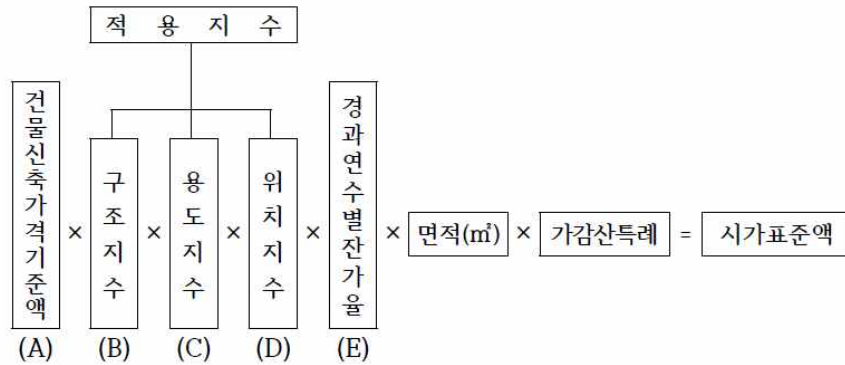 적 용 지 수
건물신축가격기준액 × 구조지수 × 용도지수 × 위치지수 × 경과연수별잔가율 × 면적(㎡) × 가감산특례 = 시가표준액
(A) (B) (C) (D) (E)